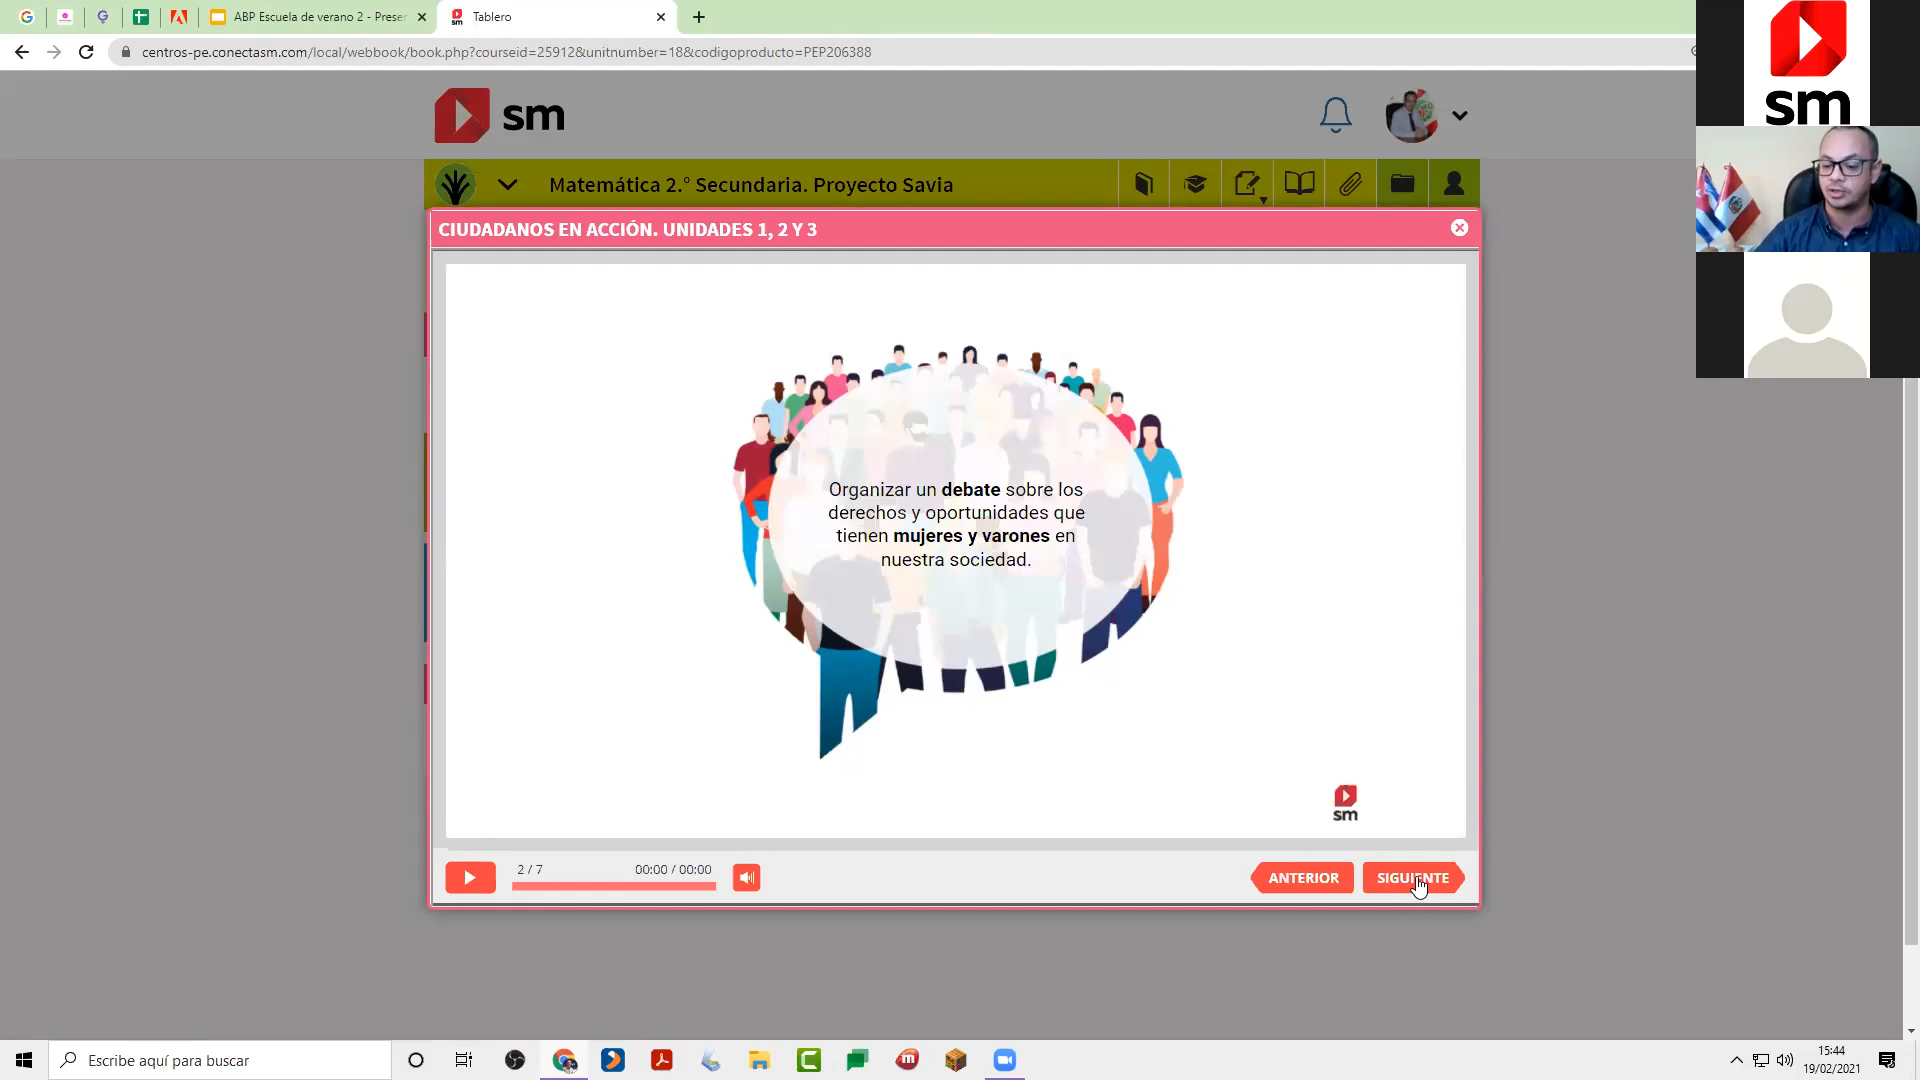 ABP Escuela de verano 2 - Preser
Tablero
centros-pe.conectasm.com/local/webbook/book.php?courseid=25912&unitnumber=18&codigoproducto=PEP206388
sm
sm
Matemática 2.° Secundaria. Proyecto Savia
CIUDADANOS EN ACCIÓN. UNIDADES 1, 2 Y 3
Organizar un debate sobre los
derechos y oportunidades que
tienen mujeres y varones en
nuestra sociedad.
sm
2 / 7
00:00 / 00:00
ANTERIOR
SIGUIENTE
Escribe aquí para buscar
15:44
19/02/2021